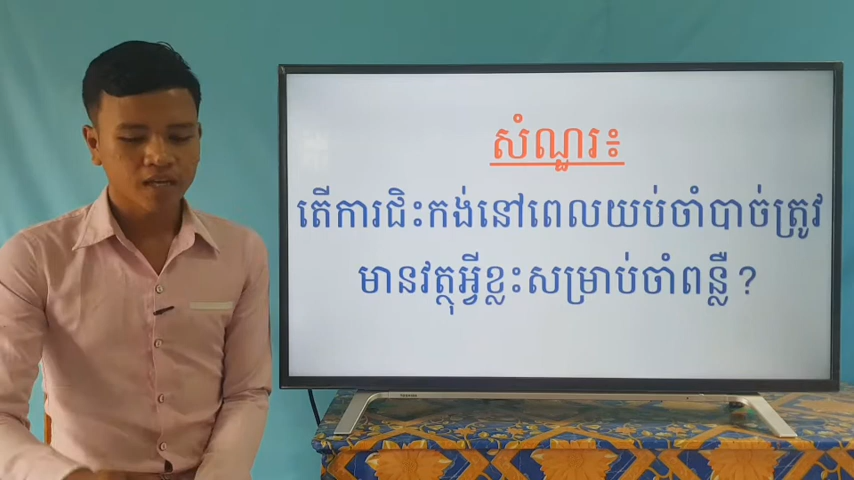 សំណួរ៖
តើការជិះកង់នៅពេលយប់ចាំបាច់ត្រូវ
មានវត្ថុអ្វីខ្លះសម្រាប់ចាំពន្លឺ ?
TOSHIBA